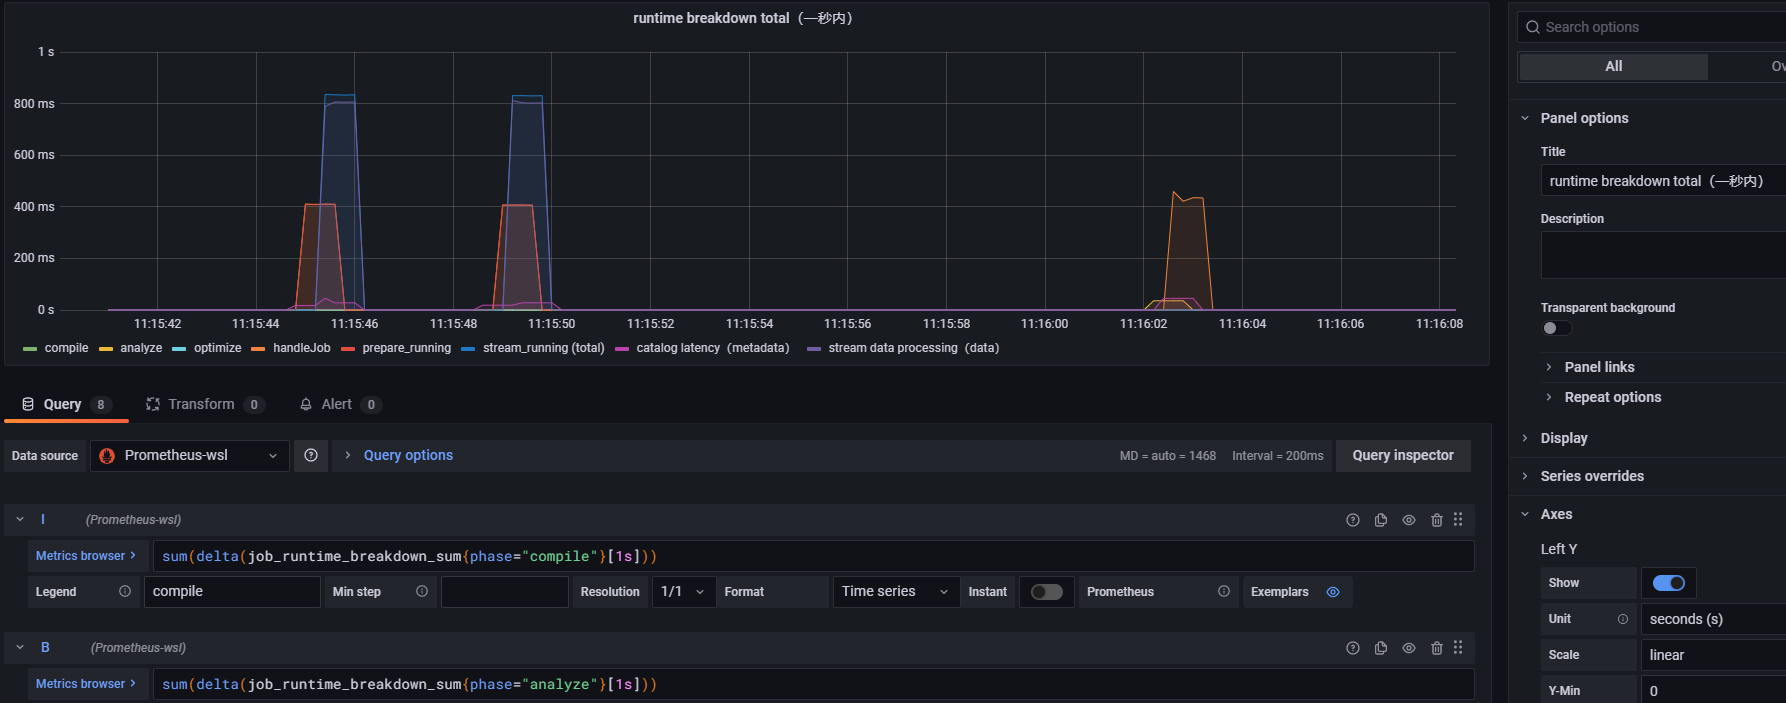 runtime breakdown total（一秒内）
1 s
800 ms
600 ms
400 ms
200 ms
0 s
11:15:42 11:15:44 11:15:46 11:15:48 11:15:50 11:15:52 11:15:54 11:15:56 11:15:58 11:16:00 11:16:02 11:16:04 11:16:06 11:16:08
compile analyze optimize handleJob prepare_running stream_running (total) catalog latency（metadata） stream data processing（data）
Query 8 Transform 0 Alert 0
Data source Prometheus-wsl Query options MD = auto = 1468 Interval = 200ms Query inspector
I (Prometheus-wsl)
Metrics browser sum(delta(job_runtime_breakdown_sum{phase="compile"}[1s]))
Legend compile Min step Resolution 1/1 Format Time series Instant Prometheus Exemplars
B (Prometheus-wsl)
Metrics browser sum(delta(job_runtime_breakdown_sum{phase="analyze"}[1s]))
Search options
All Ov
Panel options
Title
runtime breakdown total（一秒内）
Description
Transparent background
Panel links
Repeat options
Display
Series overrides
Axes
Left Y
Show
Unit seconds (s)
Scale linear
Y-Min 0